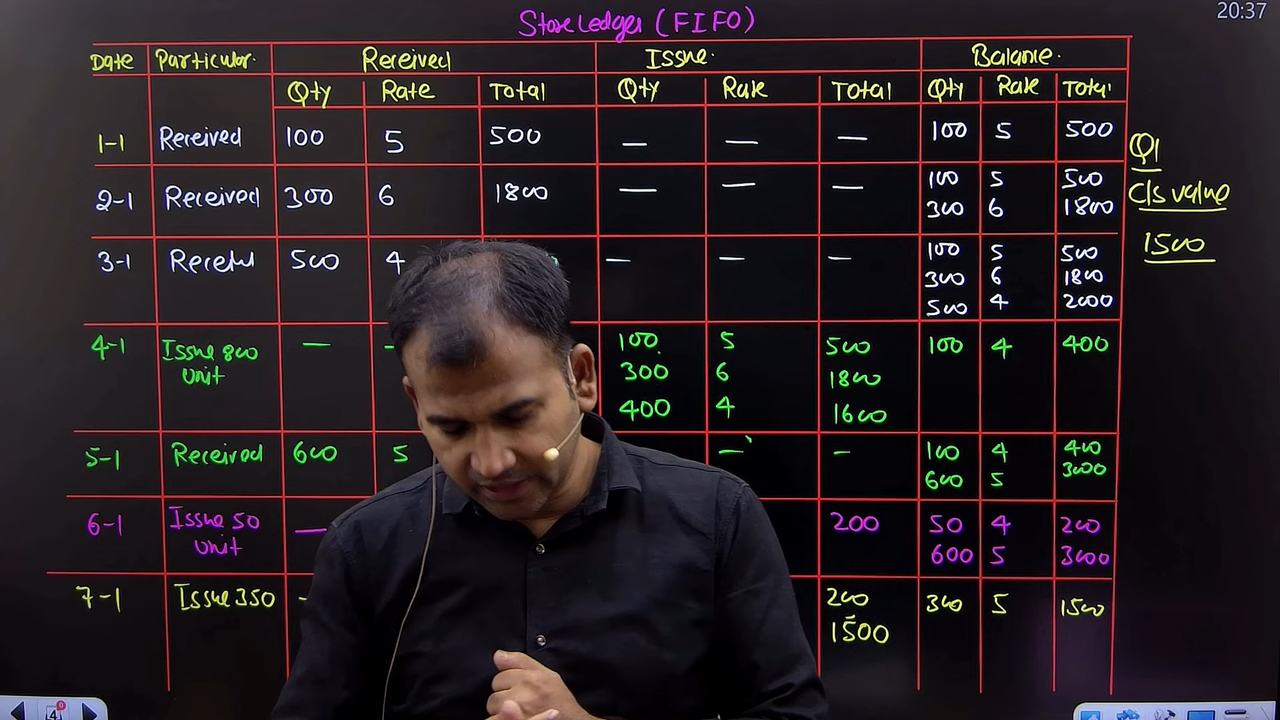 20:37
Store Ledger (FIFO)
Date Particular. Received Issue. Balance.
Qty Rate Total Qty Rate Total Qty Rate Total
1-1 Received 100 5 500 — — — 100 5 500
Q1
2-1 Received 300 6 1800 — — — 100 5 500
300 6 1800
C/s value
1500
3-1 500 4 — — — 100 5 500
300 6 1800
500 4 2000
4-1 Issue 800 — 100 5 500 100 4 400
unit 300 6 1800
400 4 1600
5-1 Received 600 5 — — 100 4 400
600 5 3000
6-1 Issue 50 — 200 50 4 200
unit 600 5 3000
7-1 Issue 350 - 200 300 5 1500
1500
4